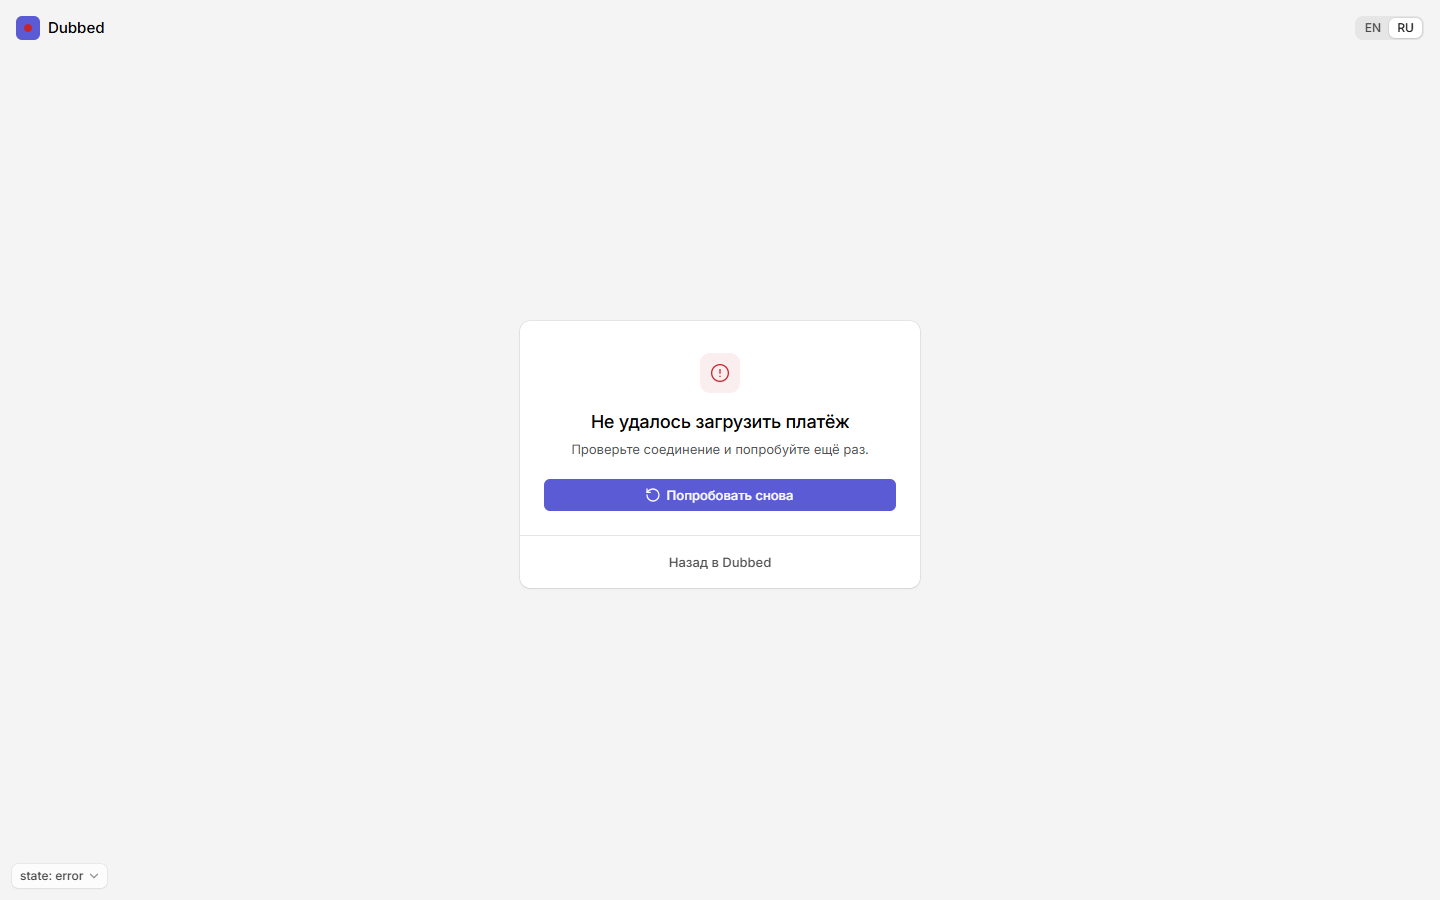 Dubbed
EN RU
Не удалось загрузить платёж
Проверьте соединение и попробуйте ещё раз.
Попробовать снова
Назад в Dubbed
state: error